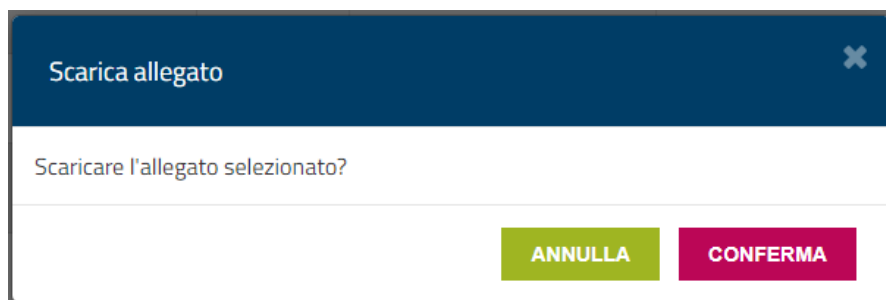 Scarica allegato
Scaricare l'allegato selezionato?
ANNULLA CONFERMA